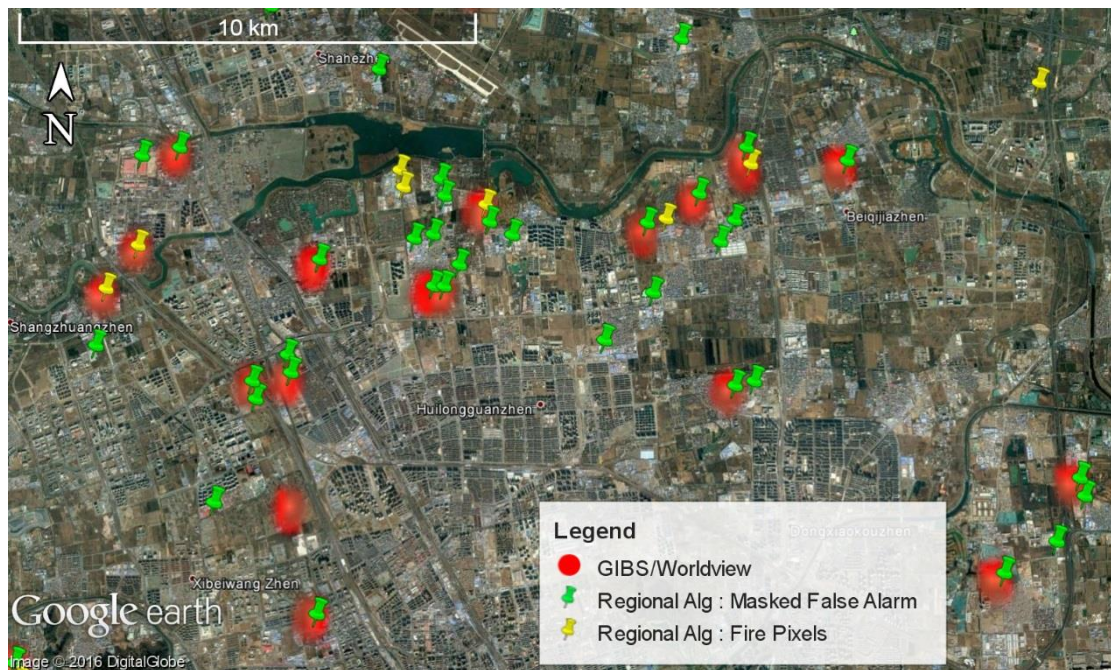 10 km
Shahezhen
N
Beiqijiazhen
Shangzhuangzhen
Huilongguanzhen
Dongxiaokouzhen
Xibeiwang Zhen
Google earth
Image © 2016 DigitalGlobe
Legend
GIBS/Worldview
Regional Alg : Masked False Alarm
Regional Alg : Fire Pixels